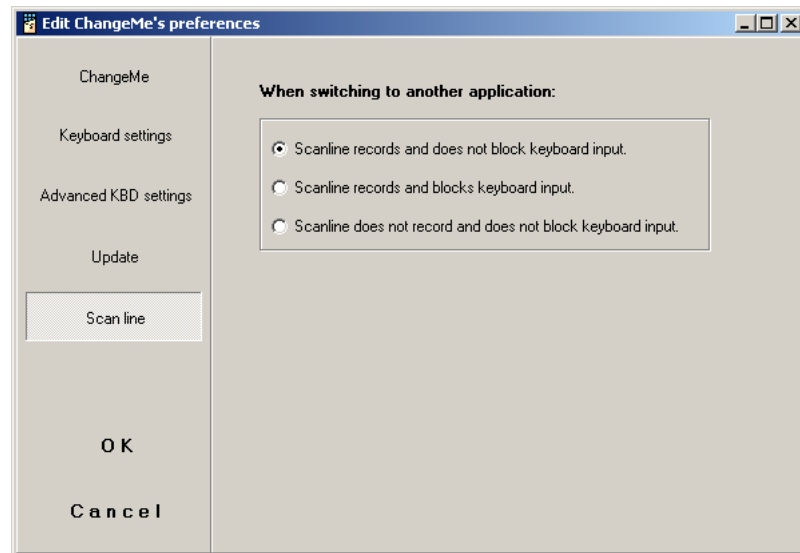 Edit ChangeMe's preferences
ChangeMe
Keyboard settings
Advanced KBD settings
Update
Scan line
OK
Cancel
When switching to another application:
Scanline records and does not block keyboard input.
Scanline records and blocks keyboard input.
Scanline does not record and does not block keyboard input.